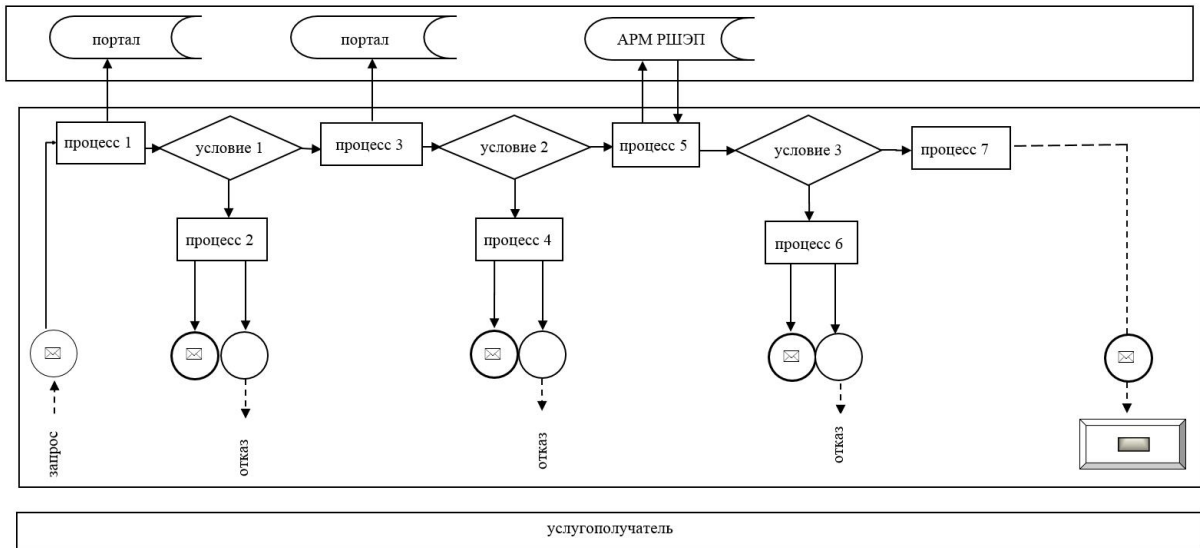 портал
портал
АРМ РШЭП
процесс 1
условие 1
процесс 3
условие 2
процесс 5
условие 3
процесс 7
процесс 2
процесс 4
процесс 6
запрос
отказ
отказ
отказ
услугополучатель